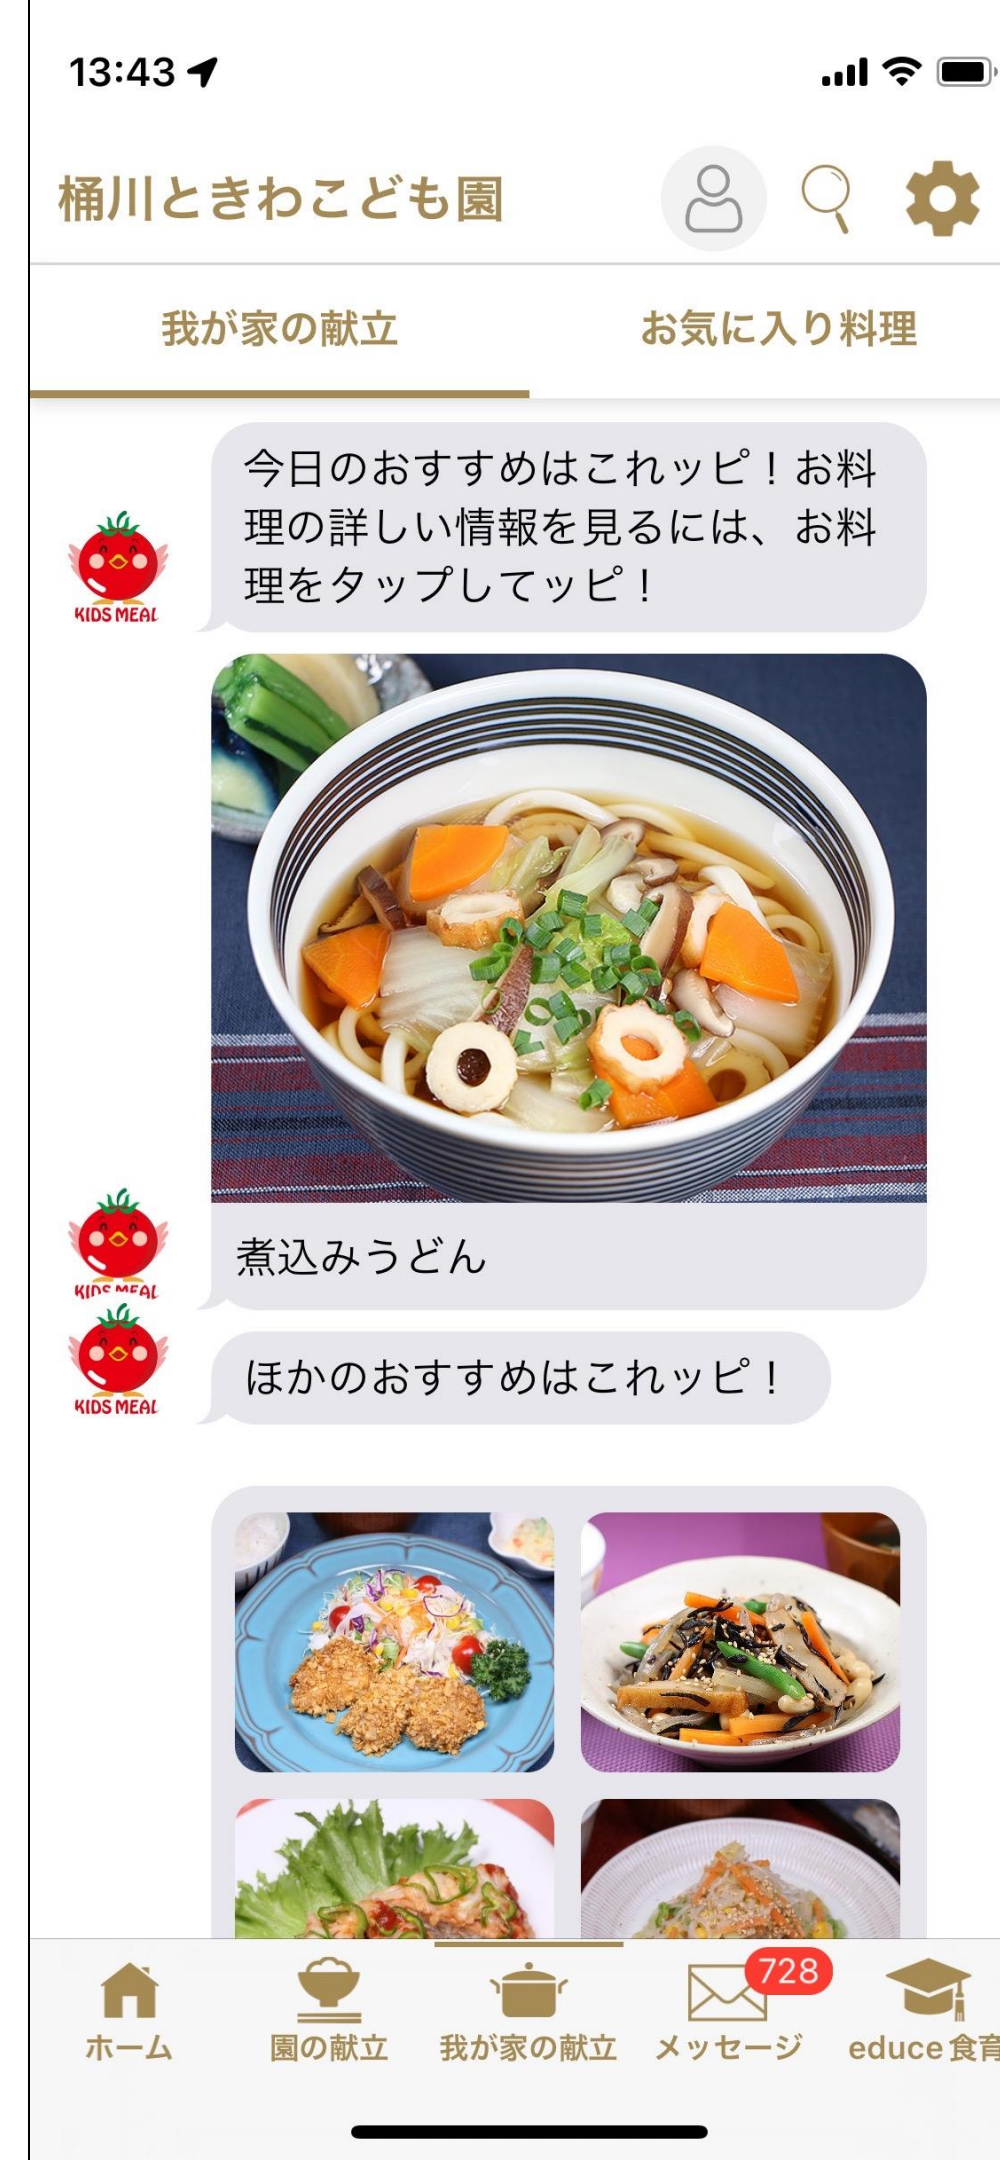 13:43
桶川ときわこども園
我が家の献立
お気に入り料理
今日のおすすめはこれッピ！お料
理の詳しい情報を見るには、お料
理をタップしてッピ！
KIDS MEAL
煮込みうどん
KIDS MEAL
ほかのおすすめはこれッピ！
KIDS MEAL
728
ホーム
園の献立
我が家の献立
メッセージ
educe食育